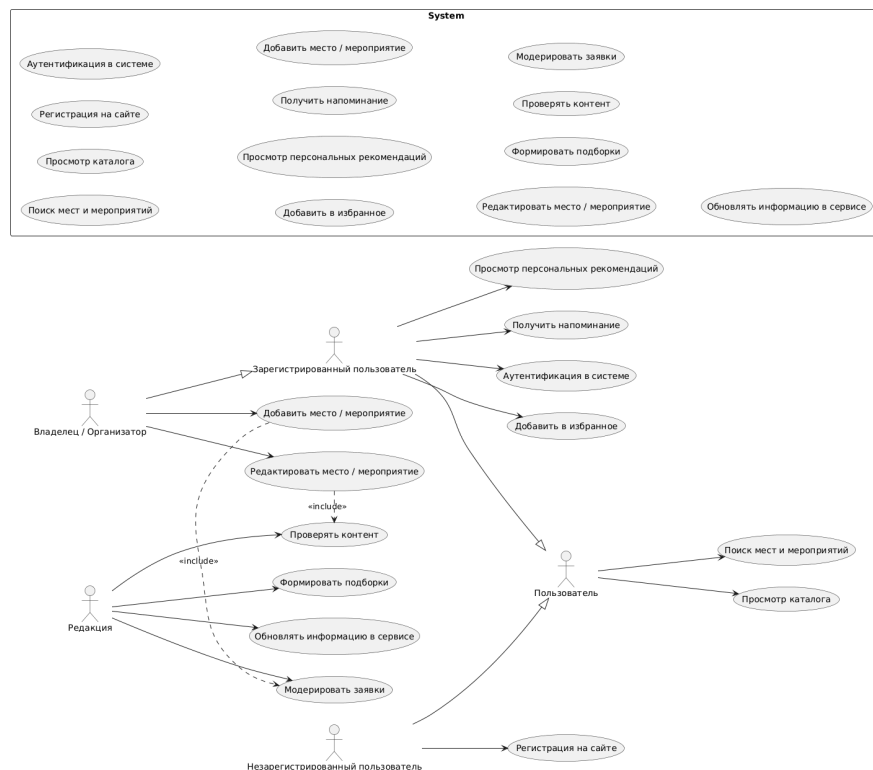 System
Добавить место / мероприятие
Модерировать заявки
Аутентификация в системе
Получить напоминание
Проверять контент
Регистрация на сайте
Просмотр персональных рекомендаций
Формировать подборки
Просмотр каталога
Поиск мест и мероприятий
Добавить в избранное
Редактировать место / мероприятие
Обновлять информацию в сервисе
Просмотр персональных рекомендаций
Получить напоминание
Зарегистрированный пользователь
Аутентификация в системе
Добавить место / мероприятие
Добавить в избранное
Владелец / Организатор
Редактировать место / мероприятие
«include»
Проверять контент
«include»
Поиск мест и мероприятий
Формировать подборки
Пользователь
Просмотр каталога
Редакция
Обновлять информацию в сервисе
Модерировать заявки
Регистрация на сайте
Незарегистрированный пользователь